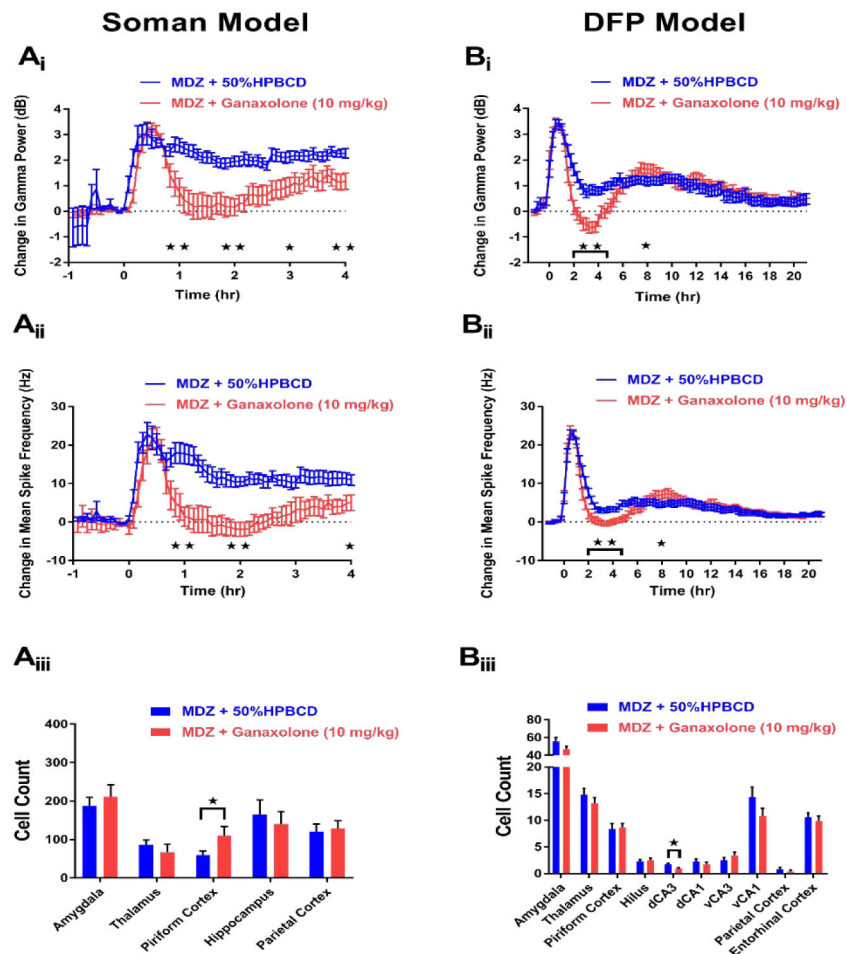 Soman Model
DFP Model
Ai
MDZ + 50%HPBCD
MDZ + Ganaxolone (10 mg/kg)
Change in Gamma Power (dB)
4
3
2
1
0
-1
-2
-1 0 1 2 3 4
Time (hr)
★★ ★★ ★ ★★
Bi
MDZ + 50%HPBCD
MDZ + Ganaxolone (10 mg/kg)
Change in Gamma Power (dB)
4
3
2
1
0
-1
-2
0 2 4 6 8 10 12 14 16 18 20
Time (hr)
★★ ★
Aii
MDZ + 50%HPBCD
MDZ + Ganaxolone (10 mg/kg)
Change in Mean Spike Frequency (Hz)
30
20
10
0
-10
-1 0 1 2 3 4
Time (hr)
★★ ★★ ★
Bii
MDZ + 50%HPBCD
MDZ + Ganaxolone (10 mg/kg)
Change in Mean Spike Frequency (Hz)
30
20
10
0
-10
0 2 4 6 8 10 12 14 16 18 20
Time (hr)
★★ ★
Aiii
MDZ + 50%HPBCD
MDZ + Ganaxolone (10 mg/kg)
Cell Count
400
300
200
100
0
★
Amygdala
Thalamus
Piriform Cortex
Hippocampus
Parietal Cortex
Biii
MDZ + 50%HPBCD
MDZ + Ganaxolone (10 mg/kg)
Cell Count
80
60
40
20
15
10
5
0
★
Amygdala
Thalamus
Piriform Cortex
Hilus
dCA3
dCA1
vCA3
vCA1
Parietal Cortex
Entorhinal Cortex